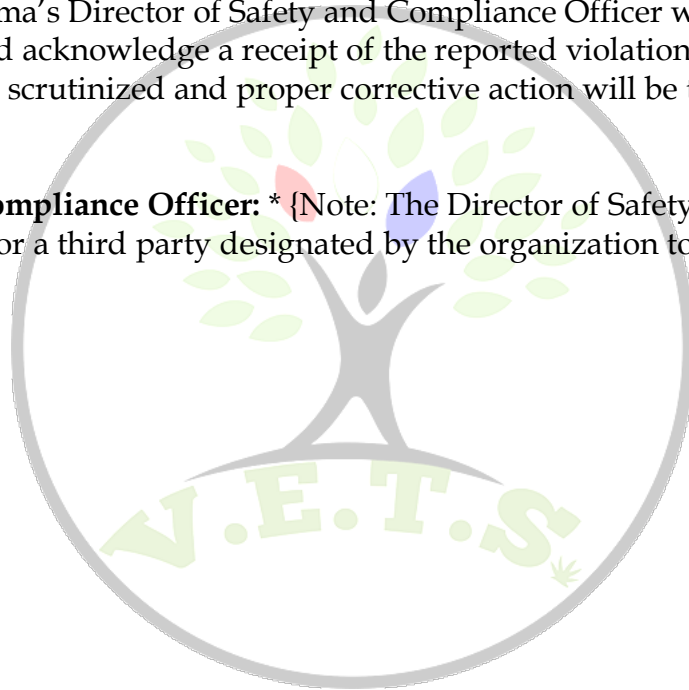 ma's Director of Safety and Compliance Officer w
d acknowledge a receipt of the reported violation
scrutinized and proper corrective action will be t
ompliance Officer: * {Note: The Director of Safety
or a third party designated by the organization to
V.E.T.S